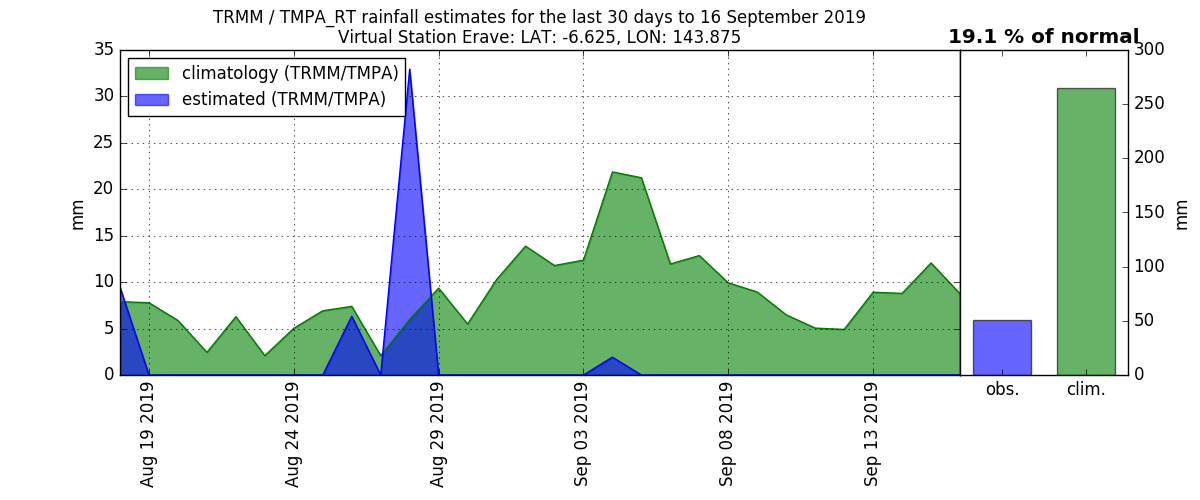 TRMM / TMPA_RT rainfall estimates for the last 30 days to 16 September 2019
Virtual Station Erave: LAT: -6.625, LON: 143.875
19.1 % of normal
climatology (TRMM/TMPA)
estimated (TRMM/TMPA)
35
30
25
20
15
10
5
0
mm
Aug 19 2019
Aug 24 2019
Aug 29 2019
Sep 03 2019
Sep 08 2019
Sep 13 2019
300
250
200
150
100
50
0
mm
obs.
clim.